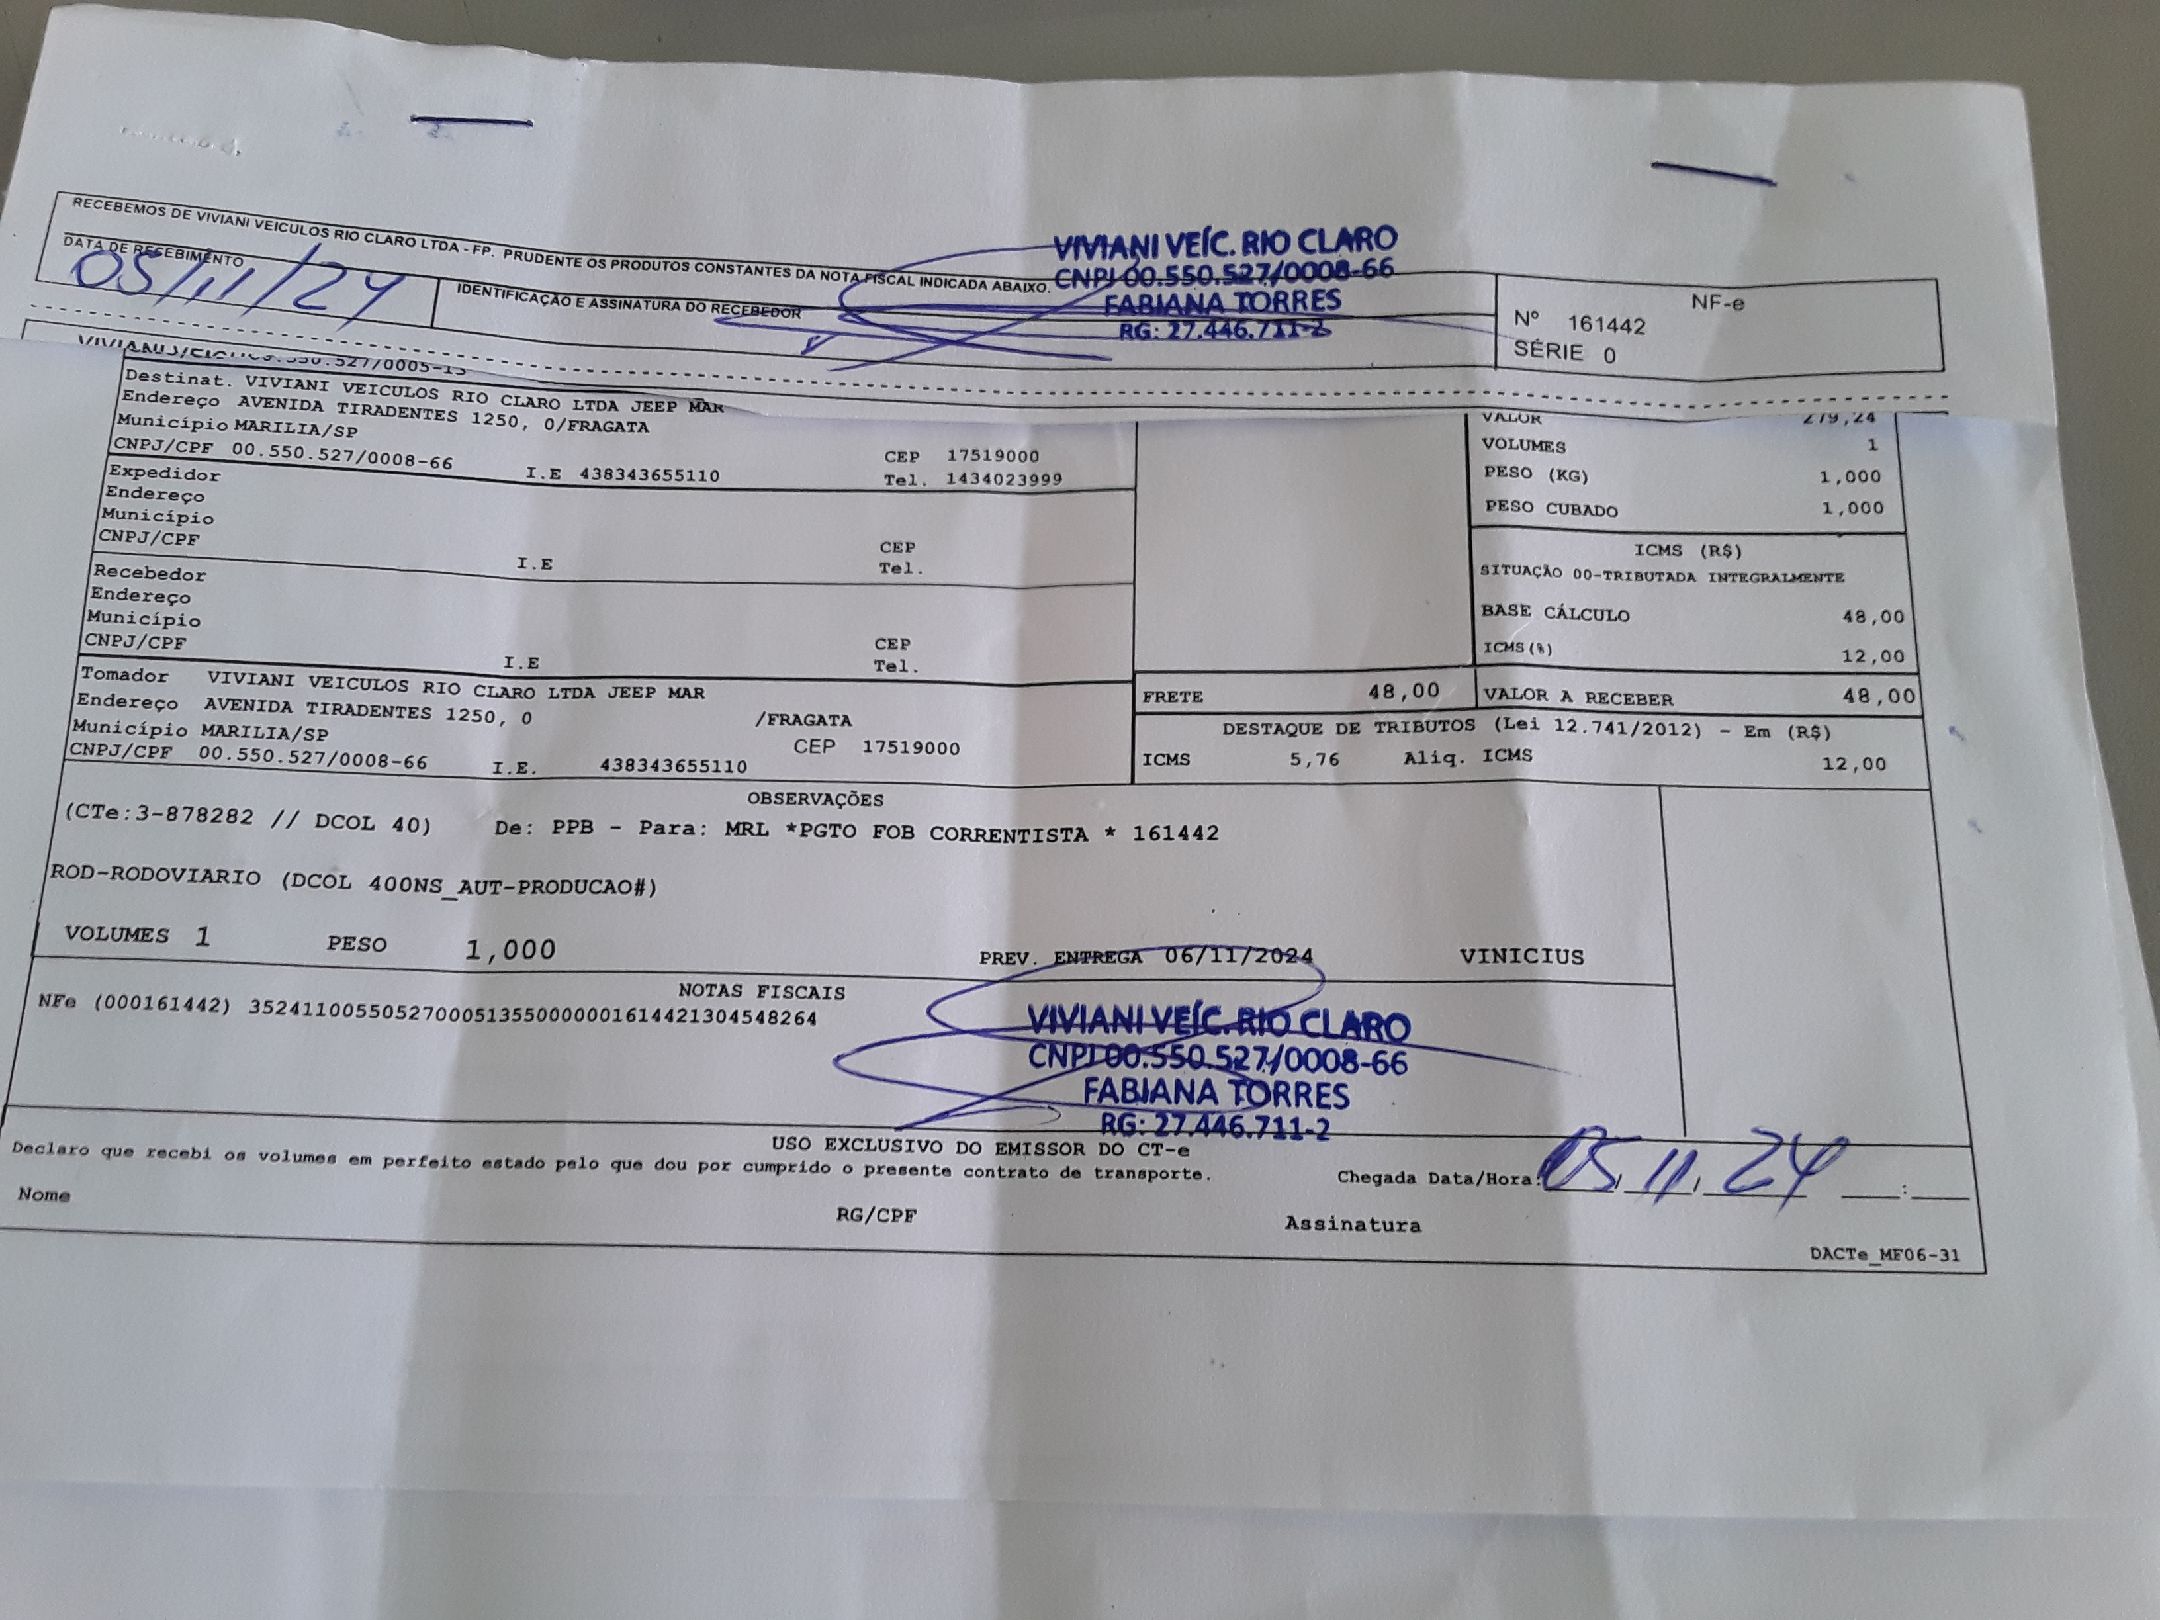 RECEBEMOS DE VIVIANI VEICULOS RIO CLARO LTDA - FP. PRUDENTE OS PRODUTOS CONSTANTES DA NOTA FISCAL INDICADA ABAIXO.
DATA DE RECEBIMENTO
05/11/24
IDENTIFICAÇÃO E ASSINATURA DO RECEBEDOR
VIVIANI VEÍC. RIO CLARO
CNPJ 00.550.527/0008-66
FABIANA TORRES
RG: 27.446.711-2
NF-e
Nº 161442
SÉRIE 0
.550.527/0005-13
Destinat. VIVIANI VEICULOS RIO CLARO LTDA JEEP MAR
Endereço AVENIDA TIRADENTES 1250, 0/FRAGATA
Município MARILIA/SP CEP 17519000
CNPJ/CPF 00.550.527/0008-66 I.E 438343655110 Tel. 1434023999
Expedidor
Endereço
Município CEP
CNPJ/CPF I.E Tel.
Recebedor
Endereço
Município CEP
CNPJ/CPF I.E Tel.
Tomador VIVIANI VEICULOS RIO CLARO LTDA JEEP MAR
Endereço AVENIDA TIRADENTES 1250, 0 /FRAGATA
Município MARILIA/SP CEP 17519000
CNPJ/CPF 00.550.527/0008-66 I.E. 438343655110
VALOR 279,24
VOLUMES 1
PESO (KG) 1,000
PESO CUBADO 1,000
ICMS (R$)
SITUAÇÃO 00-TRIBUTADA INTEGRALMENTE
BASE CÁLCULO 48,00
ICMS(%) 12,00
FRETE 48,00 VALOR A RECEBER 48,00
DESTAQUE DE TRIBUTOS (Lei 12.741/2012) - Em (R$)
ICMS 5,76 Aliq. ICMS 12,00
OBSERVAÇÕES
(CTe:3-878282 // DCOL 40) De: PPB - Para: MRL *PGTO FOB CORRENTISTA * 161442
ROD-RODOVIARIO (DCOL 400NS_AUT-PRODUCAO#)
VOLUMES 1 PESO 1,000 PREV. ENTREGA 06/11/2024 VINICIUS
NOTAS FISCAIS
NFe (000161442) 35241100550527000513550000001614421304548264
VIVIANI VEÍC. RIO CLARO
CNPJ 00.550.527/0008-66
FABIANA TORRES
RG: 27.446.711-2
USO EXCLUSIVO DO EMISSOR DO CT-e
Declaro que recebi os volumes em perfeito estado pelo que dou por cumprido o presente contrato de transporte. Chegada Data/Hora: 05/11/24 :
Nome RG/CPF Assinatura
DACTe_MF06-31